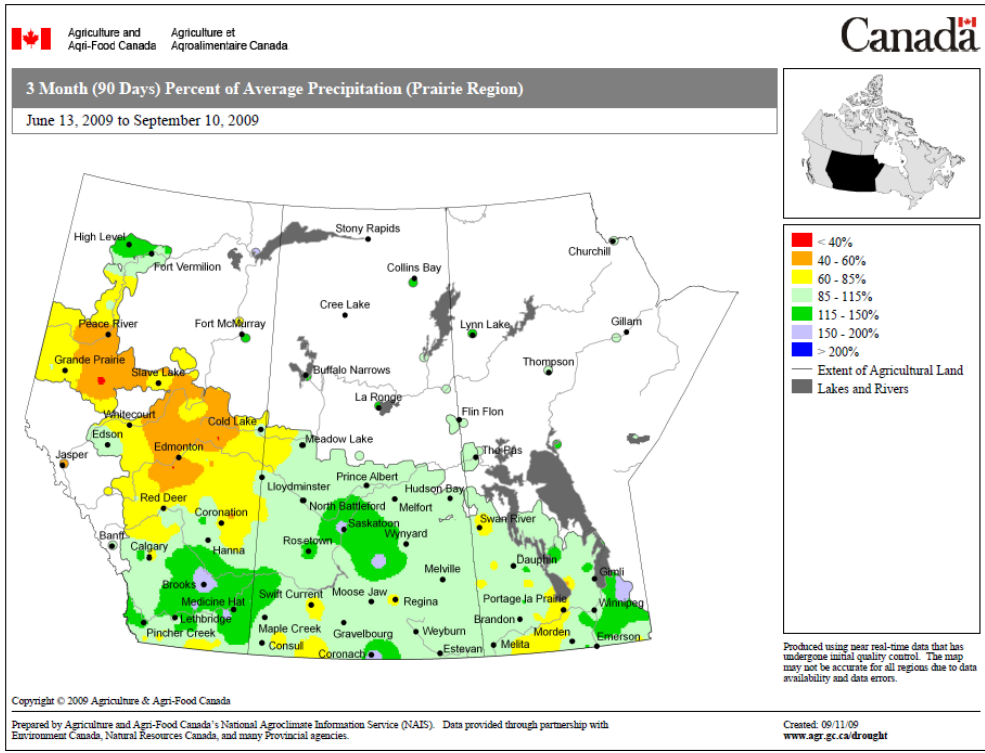 Agriculture and Agriculture et
Agri-Food Canada Agroalimentaire Canada
Canada
3 Month (90 Days) Percent of Average Precipitation (Prairie Region)
June 13, 2009 to September 10, 2009
< 40%
40 - 60%
60 - 85%
85 - 115%
115 - 150%
150 - 200%
> 200%
Extent of Agricultural Land
Lakes and Rivers
High Level
Fort Vermilion
Stony Rapids
Churchill
Collins Bay
Cree Lake
Peace River
Fort McMurray
Lynn Lake
Gillam
Grande Prairie
Slave Lake
Buffalo Narrows
Thompson
La Ronge
Whitecourt
Cold Lake
Flin Flon
Edson
Meadow Lake
Jasper
Edmonton
The Pas
Lloydminster
Prince Albert
Hudson Bay
Red Deer
North Battleford
Melfort
Coronation
Saskatoon
Swan River
Banff
Calgary
Hanna
Rosetown
Wynyard
Dauphin
Brooks
Melville
Gimli
Medicine Hat
Swift Current
Moose Jaw
Regina
Portage la Prairie
Winnipeg
Lethbridge
Maple Creek
Brandon
Pincher Creek
Gravelbourg
Weyburn
Morden
Emerson
Consul
Coronach
Estevan
Melita
Produced using near real-time data that has
undergone initial quality control. The map
may not be accurate for all regions due to data
availability and data errors.
Copyright © 2009 Agriculture & Agri-Food Canada
Prepared by Agriculture and Agri-Food Canada's National Agroclimate Information Service (NAIS). Data provided through partnership with
Environment Canada, Natural Resources Canada, and many Provincial agencies.
Created: 09/11/09
www.agr.gc.ca/drought